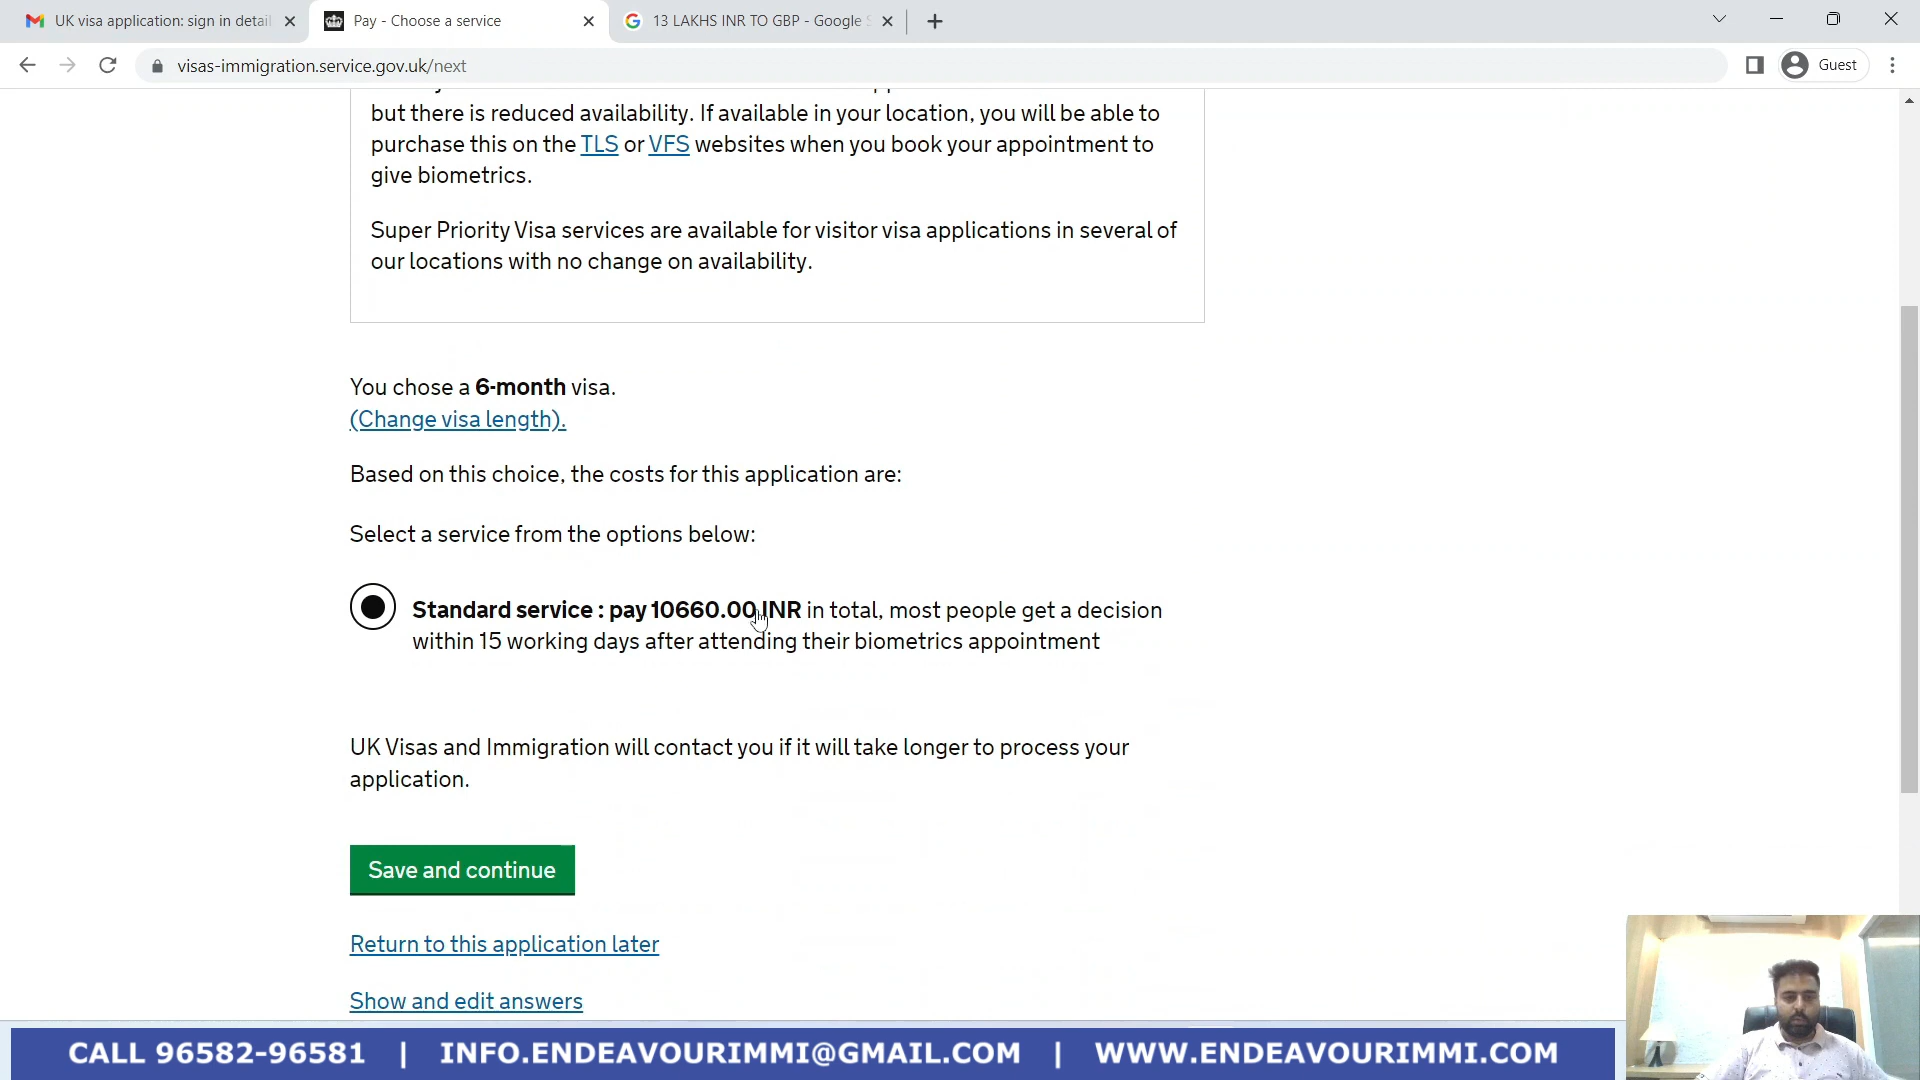 UK visa application: sign in detai
Pay - Choose a service
13 LAKHS INR TO GBP - Google S
visas-immigration.service.gov.uk/next
Guest
but there is reduced availability. If available in your location, you will be able to
purchase this on the TLS or VFS websites when you book your appointment to
give biometrics.
Super Priority Visa services are available for visitor visa applications in several of
our locations with no change on availability.
You chose a 6-month visa.
(Change visa length).
Based on this choice, the costs for this application are:
Select a service from the options below:
Standard service : pay 10660.00 INR in total, most people get a decision
within 15 working days after attending their biometrics appointment
UK Visas and Immigration will contact you if it will take longer to process your
application.
Save and continue
Return to this application later
Show and edit answers
CALL 96582-96581 | INFO.ENDEAVOURIMMI@GMAIL.COM | WWW.ENDEAVOURIMMI.COM